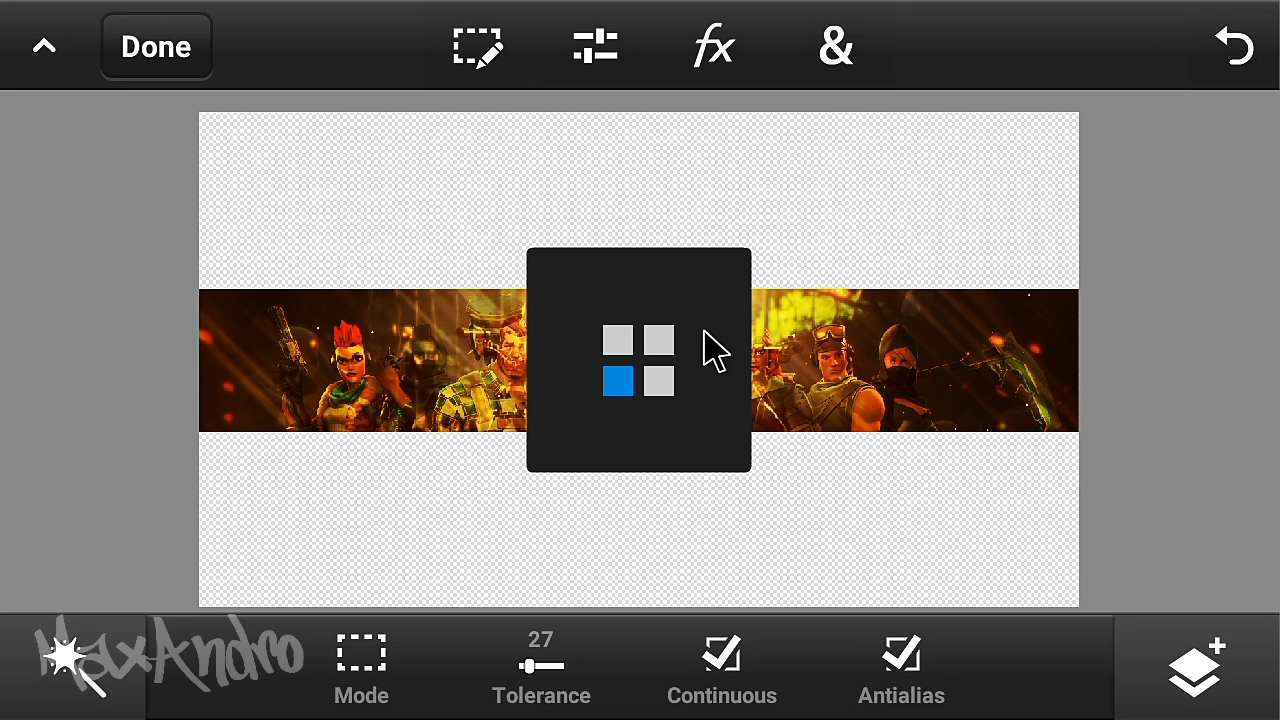 Done
fx
&
27
Mode
Tolerance
Continuous
Antialias
MaxAndro